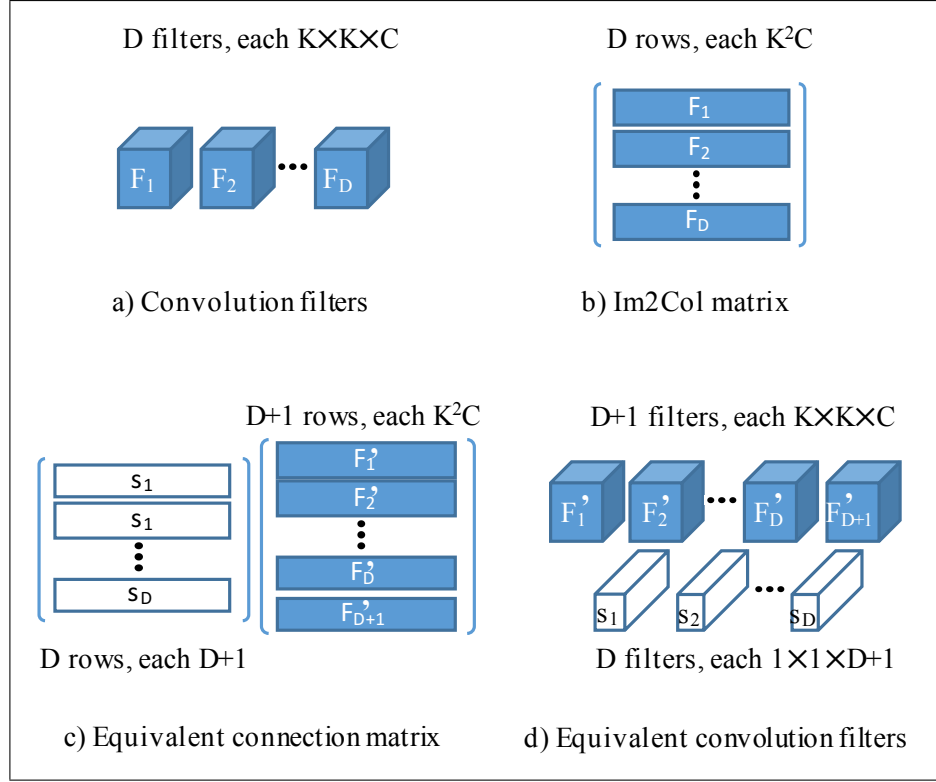 D filters, each K×K×C
F₁ F₂ ••• F_D
a) Convolution filters
D rows, each K²C
F₁
F₂
F_D
b) Im2Col matrix
D+1 rows, each K²C
s₁
s₁
s_D
F₁’
F₂’
F_D’
F_D+1’
D rows, each D+1
c) Equivalent connection matrix
D+1 filters, each K×K×C
F₁’ F₂’ ••• F_D’ F_D+1’
s₁ s₂ ••• s_D
D filters, each 1×1×D+1
d) Equivalent convolution filters